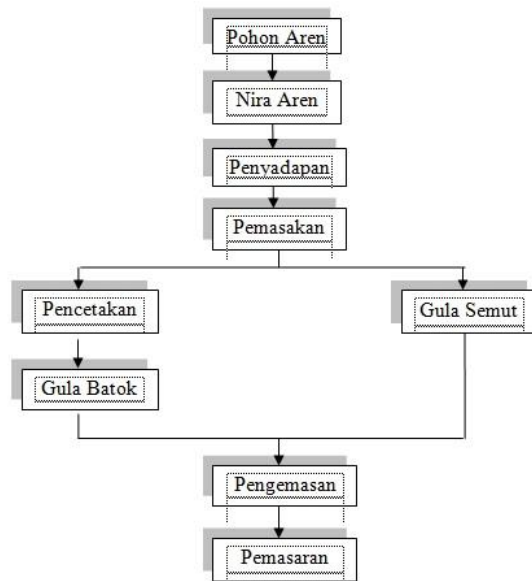 Pohon Aren
Nira Aren
Penyadapan
Pemasakan
Pencetakan
Gula Semut
Gula Batok
Pengemasan
Pemasaran